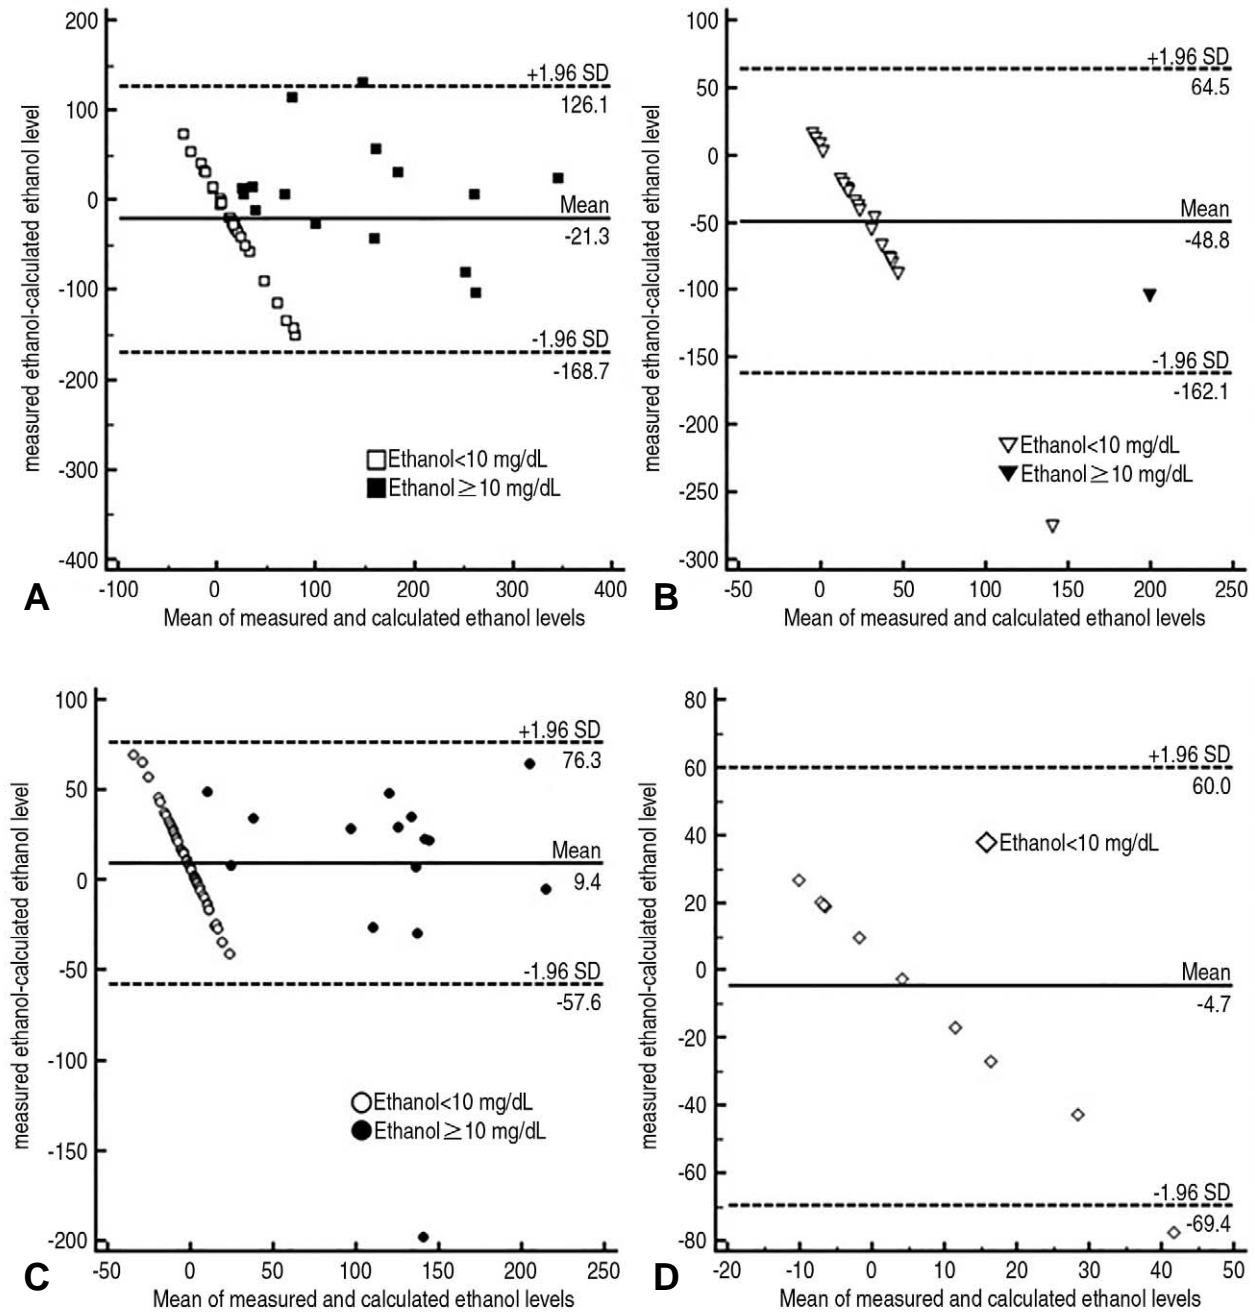 measured ethanol-calculated ethanol level
200
100
0
-100
-200
-300
-400
+1.96 SD
126.1
Mean
-21.3
-1.96 SD
-168.7
Ethanol<10 mg/dL
Ethanol≥10 mg/dL
-100 0 100 200 300 400
A
Mean of measured and calculated ethanol levels
measured ethanol-calculated ethanol level
100
50
0
-50
-100
-150
-200
-250
-300
+1.96 SD
64.5
Mean
-48.8
-1.96 SD
-162.1
Ethanol<10 mg/dL
Ethanol≥10 mg/dL
-50 0 50 100 150 200 250
B
Mean of measured and calculated ethanol levels
measured ethanol-calculated ethanol level
100
50
0
-50
-100
-150
-200
+1.96 SD
76.3
Mean
9.4
-1.96 SD
-57.6
Ethanol<10 mg/dL
Ethanol≥10 mg/dL
-50 0 50 100 150 200 250
C
Mean of measured and calculated ethanol levels
measured ethanol-calculated ethanol level
80
60
40
20
0
-20
-40
-60
-80
+1.96 SD
60.0
Ethanol<10 mg/dL
Mean
-4.7
-1.96 SD
-69.4
-20 -10 0 10 20 30 40 50
D
Mean of measured and calculated ethanol levels